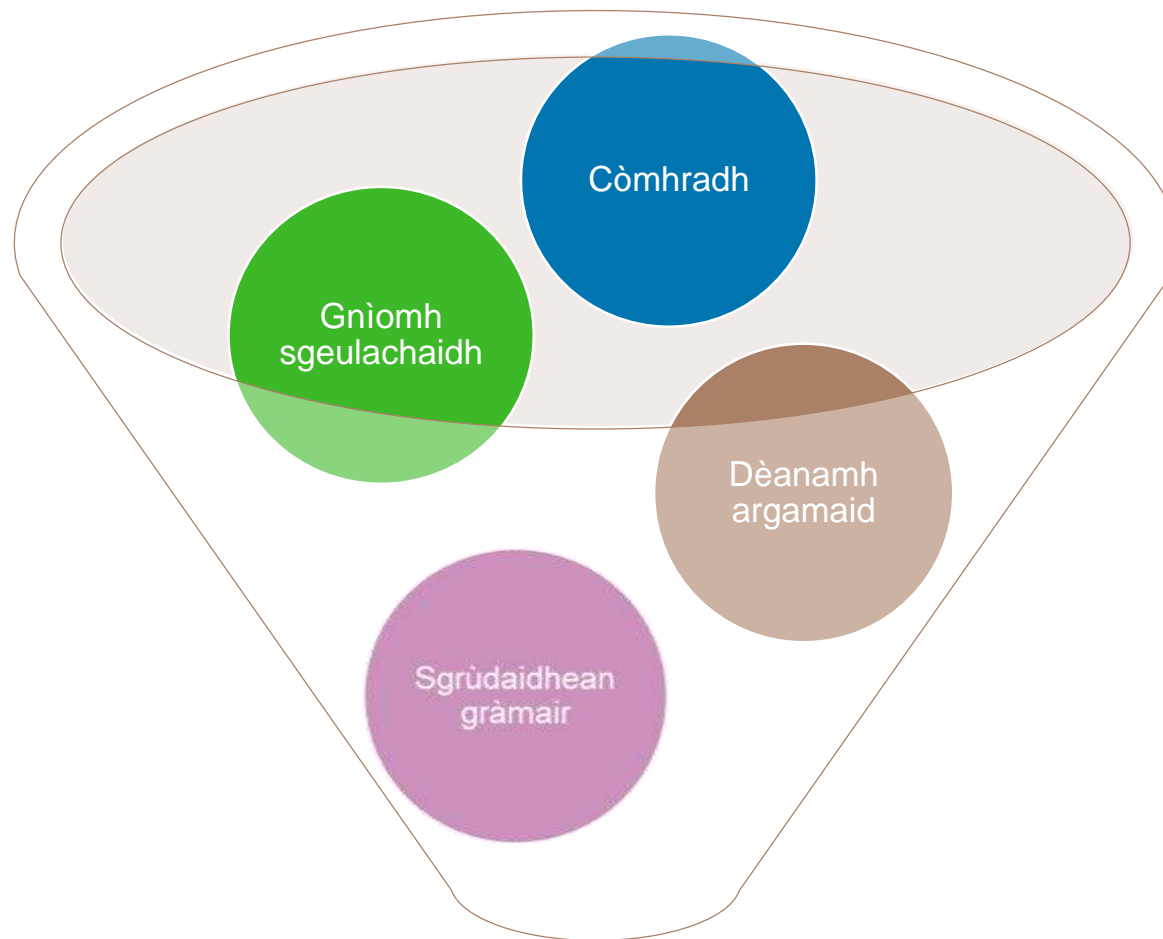 Còmhradh
Gnìomh
sgeulachaidh
Dèanamh
argamaid
Sgrùdaidhean
gràmair